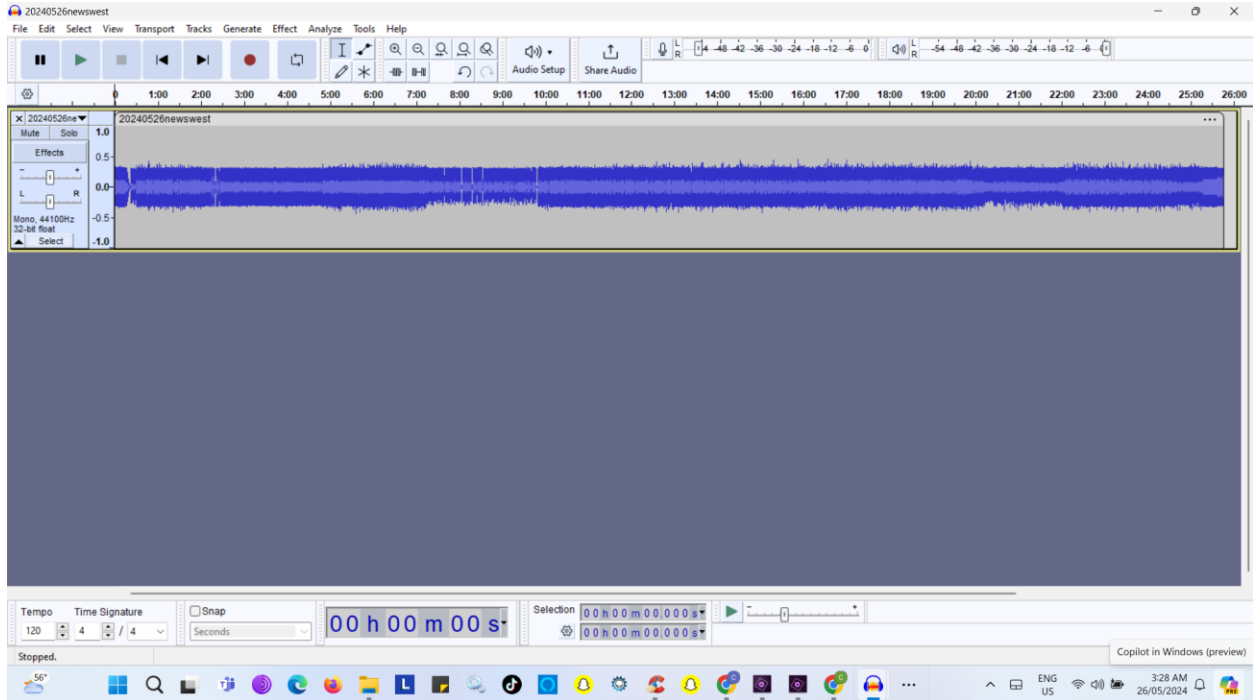 20240526newswest
File Edit Select View Transport Tracks Generate Effect Analyze Tools Help
Audio Setup
Share Audio
L
R
-48 -42 -36 -30 -24 -18 -12 -6 0
L
R
-54 -48 -42 -36 -30 -24 -18 -12 -6
0 1:00 2:00 3:00 4:00 5:00 6:00 7:00 8:00 9:00 10:00 11:00 12:00 13:00 14:00 15:00 16:00 17:00 18:00 19:00 20:00 21:00 22:00 23:00 24:00 25:00 26:00
20240526ne
20240526newswest
Mute Solo
Effects
- +
L R
Mono, 44100Hz
32-bit float
Select
1.0
0.5
0.0
-0.5
-1.0
Tempo
120
Time Signature
4 / 4
Snap
Seconds
00 h 00 m 00 s
Selection
00 h 00 m 00.000 s
00 h 00 m 00.000 s
- +
Stopped.
Copilot in Windows (preview)
56°
ENG
US
3:28 AM
26/05/2024